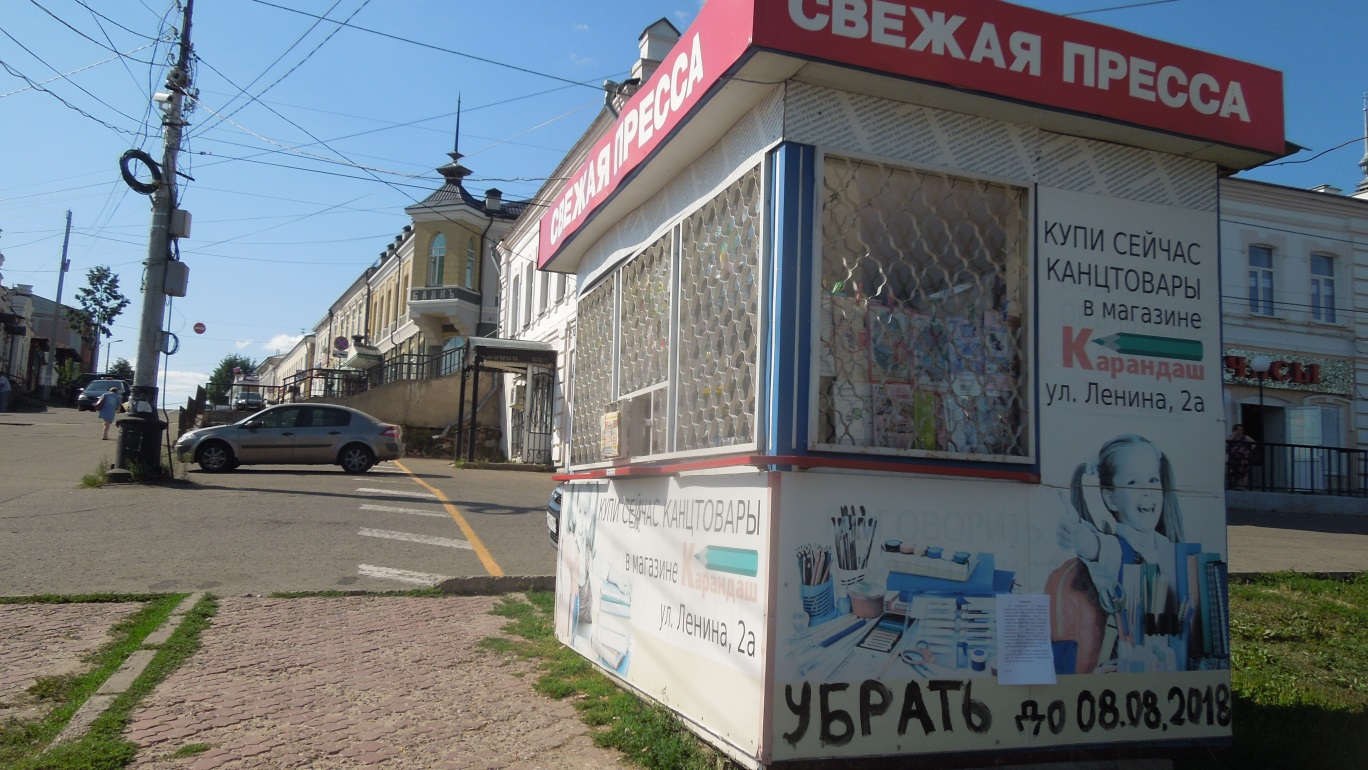 СВЕЖАЯ ПРЕССА
СВЕЖАЯ ПРЕССА
КУПИ СЕЙЧАС
КАНЦТОВАРЫ
в магазине
Карандаш
ул. Ленина, 2а
КУПИ СЕЙЧАС КАНЦТОВАРЫ
в магазине Карандаш
ул. Ленина, 2а
ГОВОРИТЬ
УБРАТЬ до 08.08.2018
ЧАСЫ